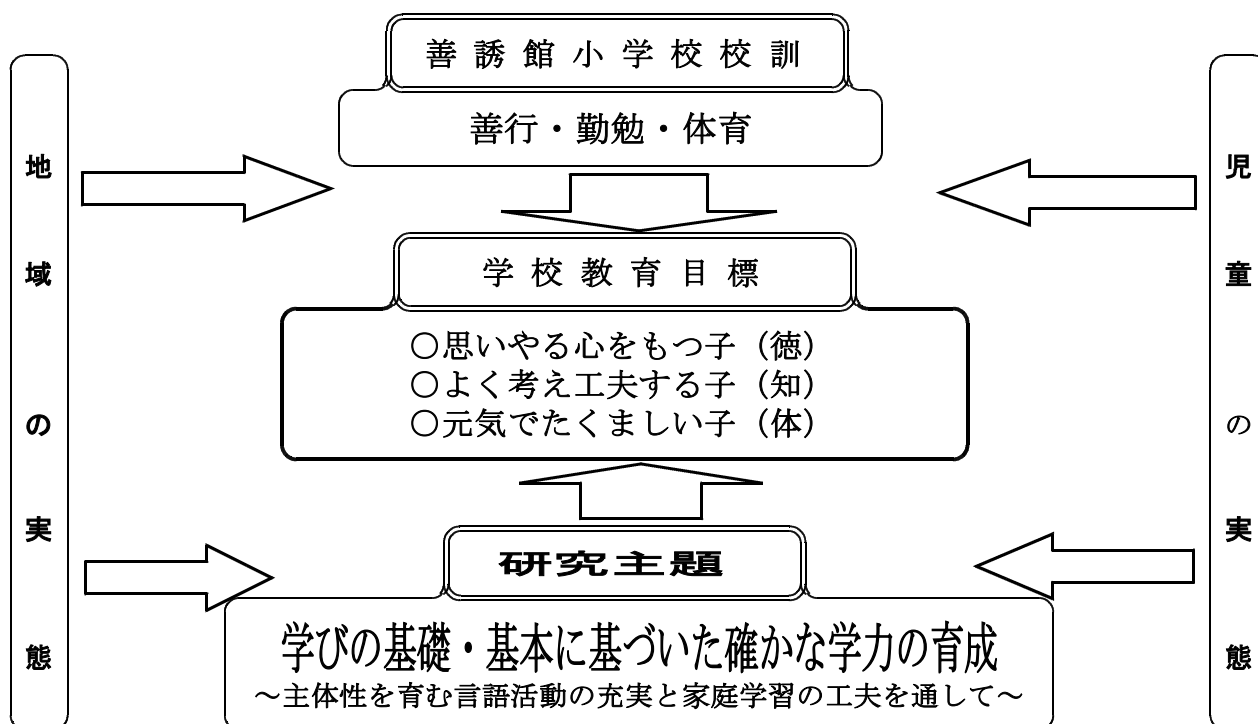 善誘館小学校校訓
善行・勤勉・体育
地域の実態
児童の実態
学校教育目標
○思いやる心をもつ子（徳）
○よく考え工夫する子（知）
○元気でたくましい子（体）
研究主題
学びの基礎・基本に基づいた確かな学力の育成
～主体性を育む言語活動の充実と家庭学習の工夫を通して～